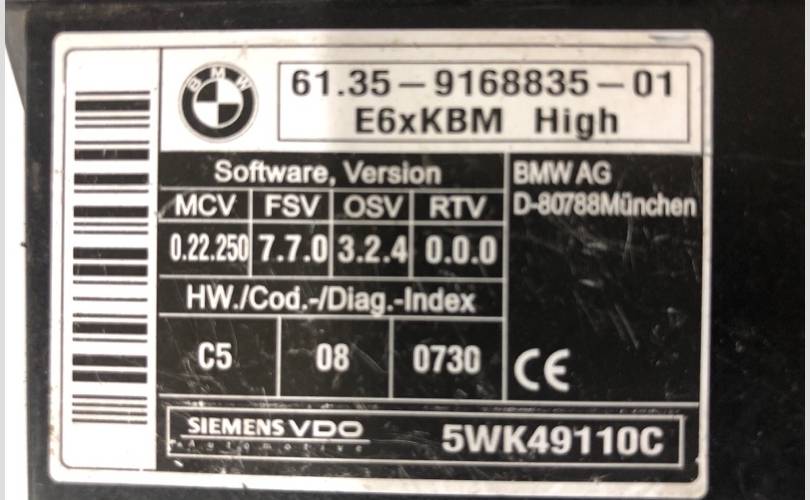 BMW
61.35-9168835-01
E6xKBM High
Software, Version
MCV FSV OSV RTV
0.22.250 7.7.0 3.2.4 0.0.0
HW./Cod.-/Diag.-Index
C5 08 0730
BMW AG
D-80788München
CE
SIEMENS VDO
Automotive
5WK49110C